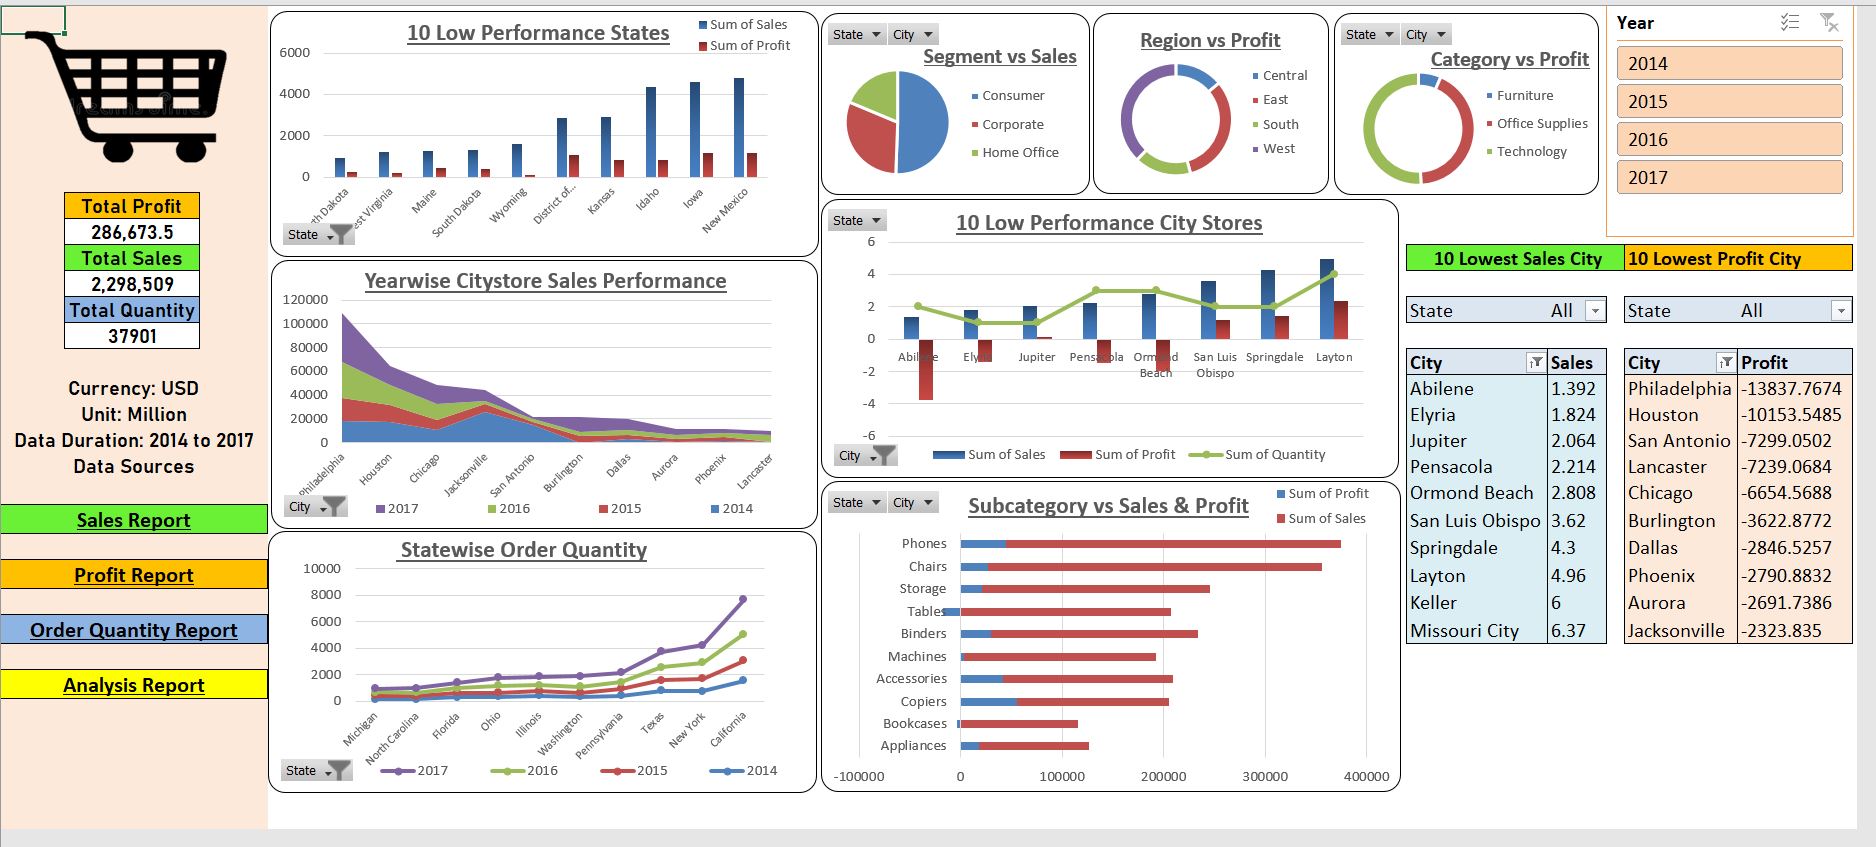 Total Profit
286,673.5
Total Sales
2,298,509
Total Quantity
37901
Currency: USD
Unit: Million
Data Duration: 2014 to 2017
Data Sources
Sales Report
Profit Report
Order Quantity Report
Analysis Report
10 Low Performance States
Sum of Sales
Sum of Profit
6000
4000
2000
0
Maine
South Dakota
Wyoming
District of...
Kansas
Idaho
Iowa
New Mexico
State
Yearwise Citystore Sales Performance
120000
100000
80000
60000
40000
20000
0
Philadelphia
Houston
Chicago
Jacksonville
San Antonio
Burlington
Dallas
Aurora
Phoenix
Lancaster
City
2017
2016
2015
2014
Statewise Order Quantity
10000
8000
6000
4000
2000
0
Michigan
North Carolina
Florida
Ohio
Illinois
Washington
Pennsylvania
Texas
New York
California
State
2017
2016
2015
2014
State City
Segment vs Sales
Consumer
Corporate
Home Office
Region vs Profit
Central
East
South
West
State City
Category vs Profit
Furniture
Office Supplies
Technology
State
10 Low Performance City Stores
6
4
2
0
-2
-4
-6
Abilene
Elyria
Jupiter
Pensacola
Ormond
Beach
San Luis
Obispo
Springdale
Layton
City
Sum of Sales
Sum of Profit
Sum of Quantity
State City
Subcategory vs Sales & Profit
Sum of Profit
Sum of Sales
Phones
Chairs
Storage
Tables
Binders
Machines
Accessories
Copiers
Bookcases
Appliances
-100000 0 100000 200000 300000 400000
Year
2014
2015
2016
2017
10 Lowest Sales City
10 Lowest Profit City
State All
State All
City Sales
Abilene 1.392
Elyria 1.824
Jupiter 2.064
Pensacola 2.214
Ormond Beach 2.808
San Luis Obispo 3.62
Springdale 4.3
Layton 4.96
Keller 6
Missouri City 6.37
City Profit
Philadelphia -13837.7674
Houston -10153.5485
San Antonio -7299.0502
Lancaster -7239.0684
Chicago -6654.5688
Burlington -3622.8772
Dallas -2846.5257
Phoenix -2790.8832
Aurora -2691.7386
Jacksonville -2323.835